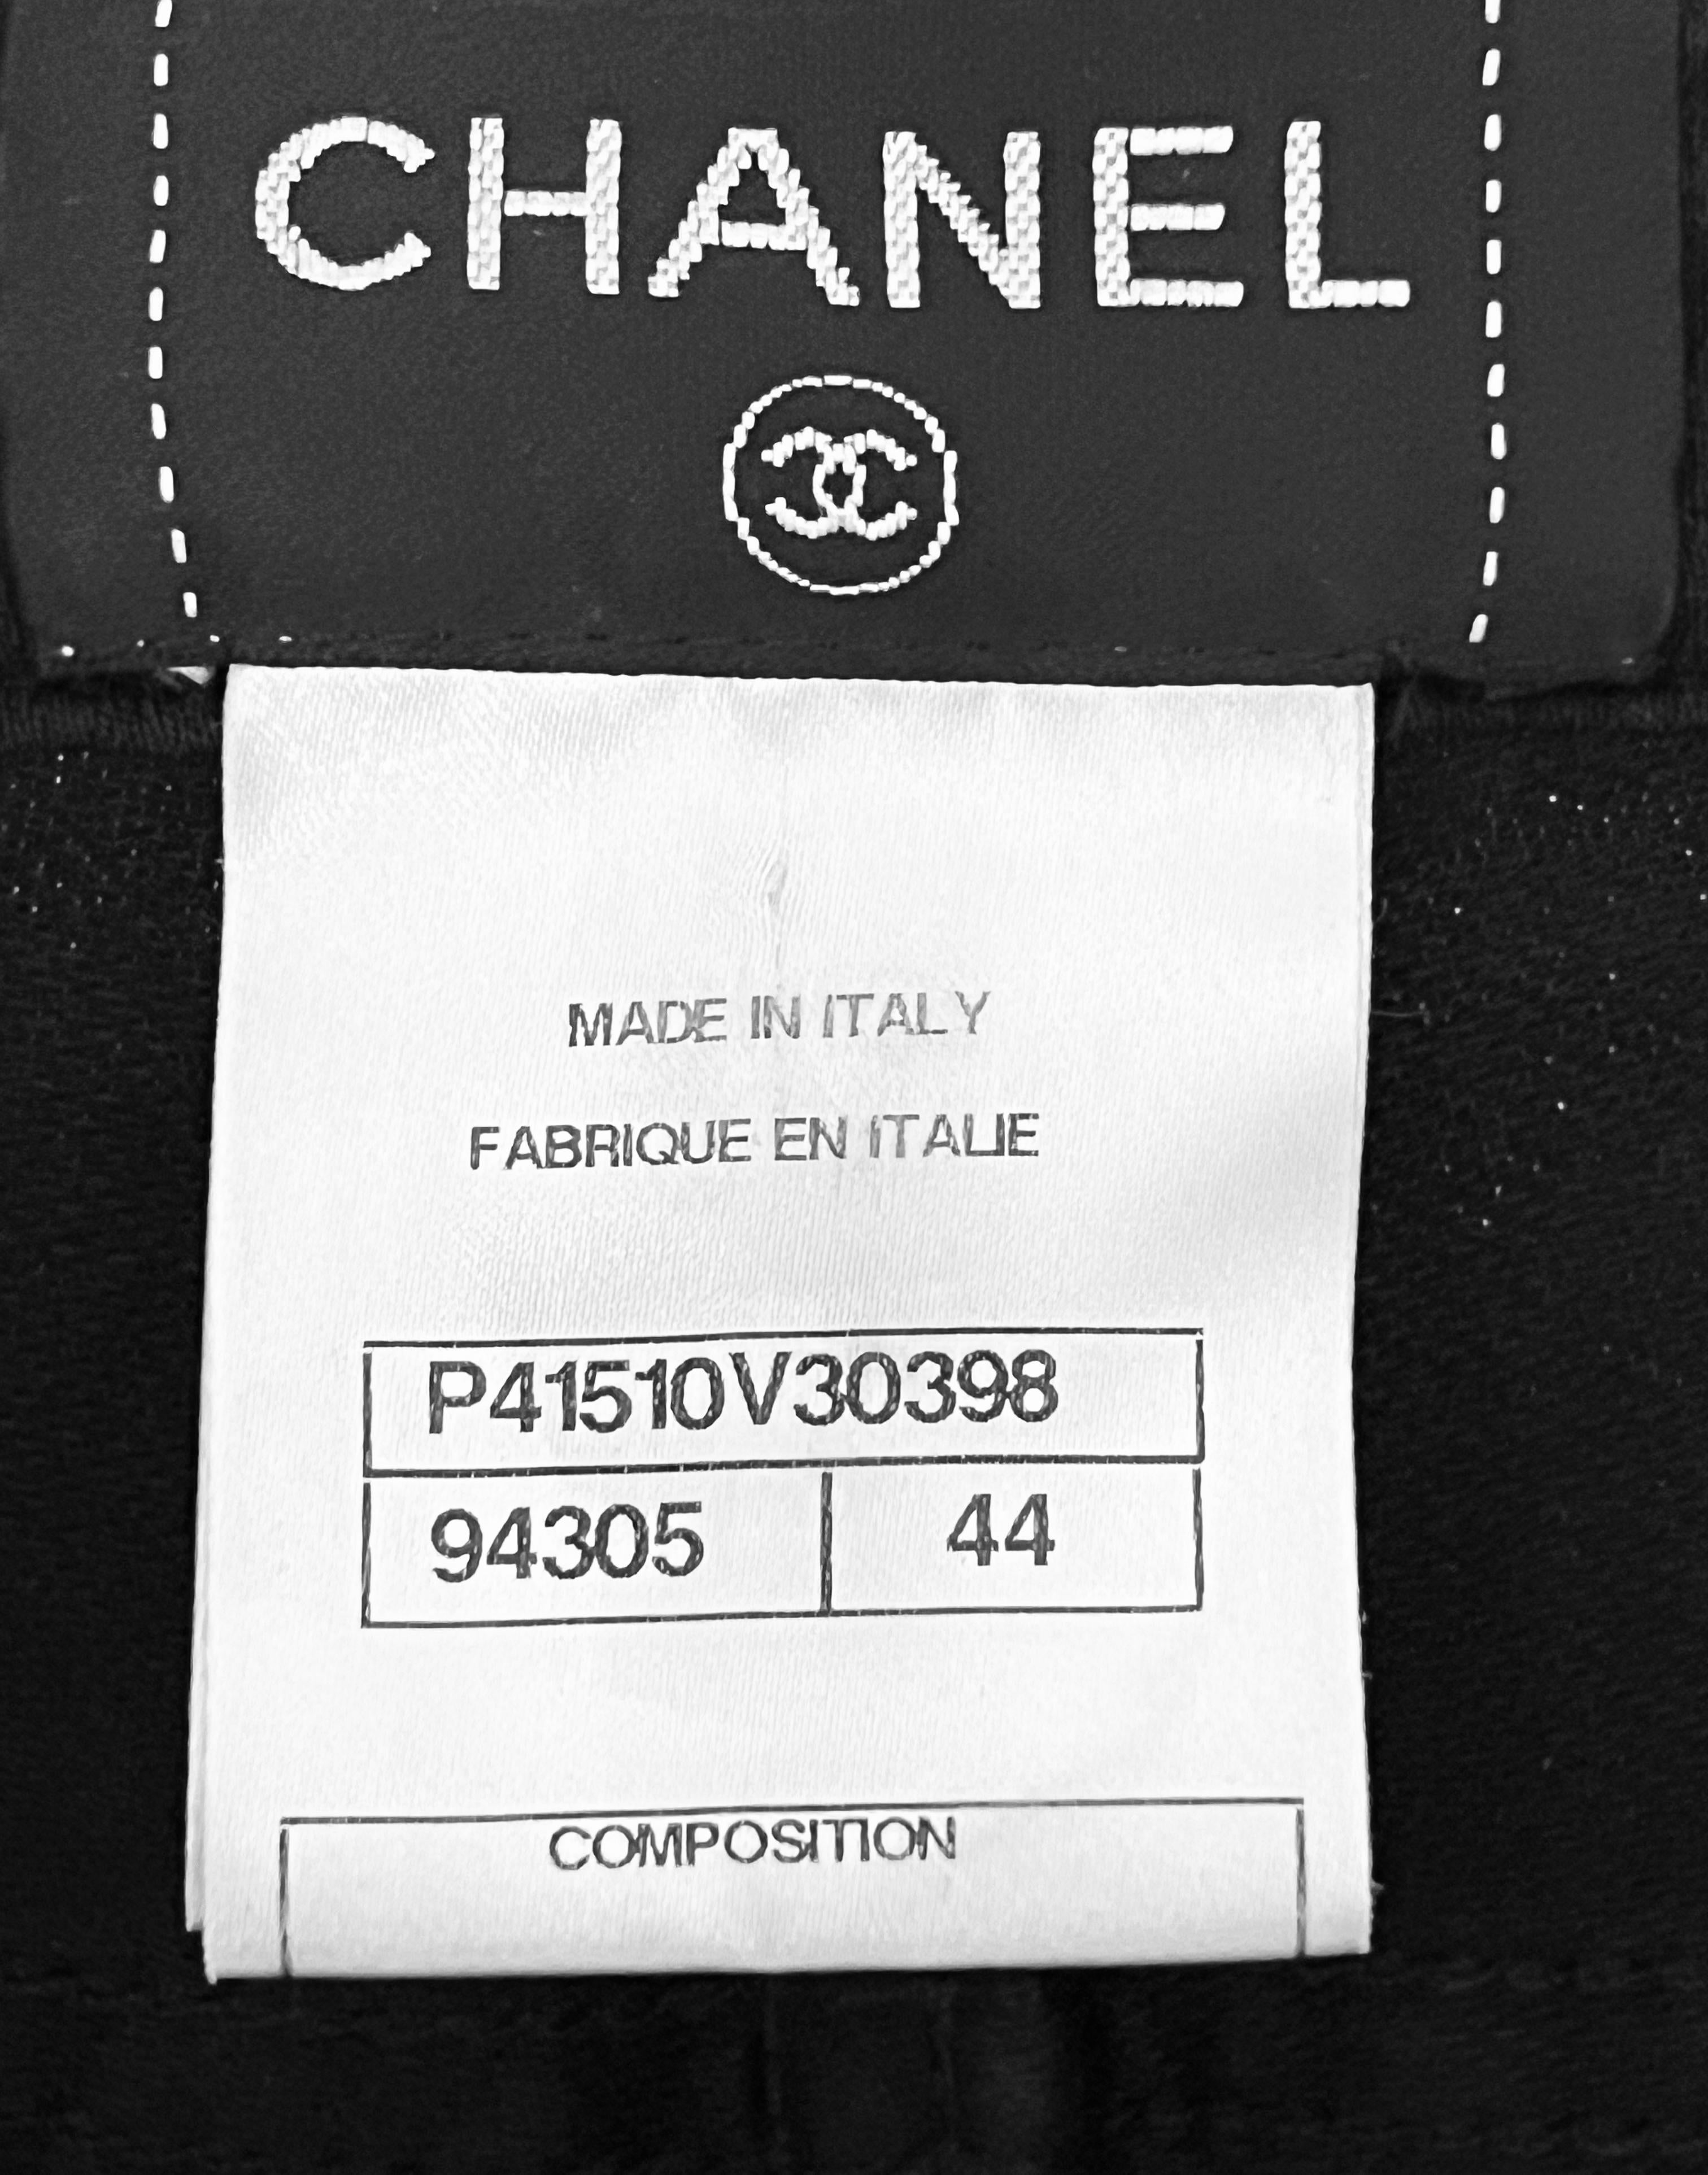 CHANEL
MADE IN ITALY
FABRIQUE EN ITALIE
P41510V30398
94305 44
COMPOSITION